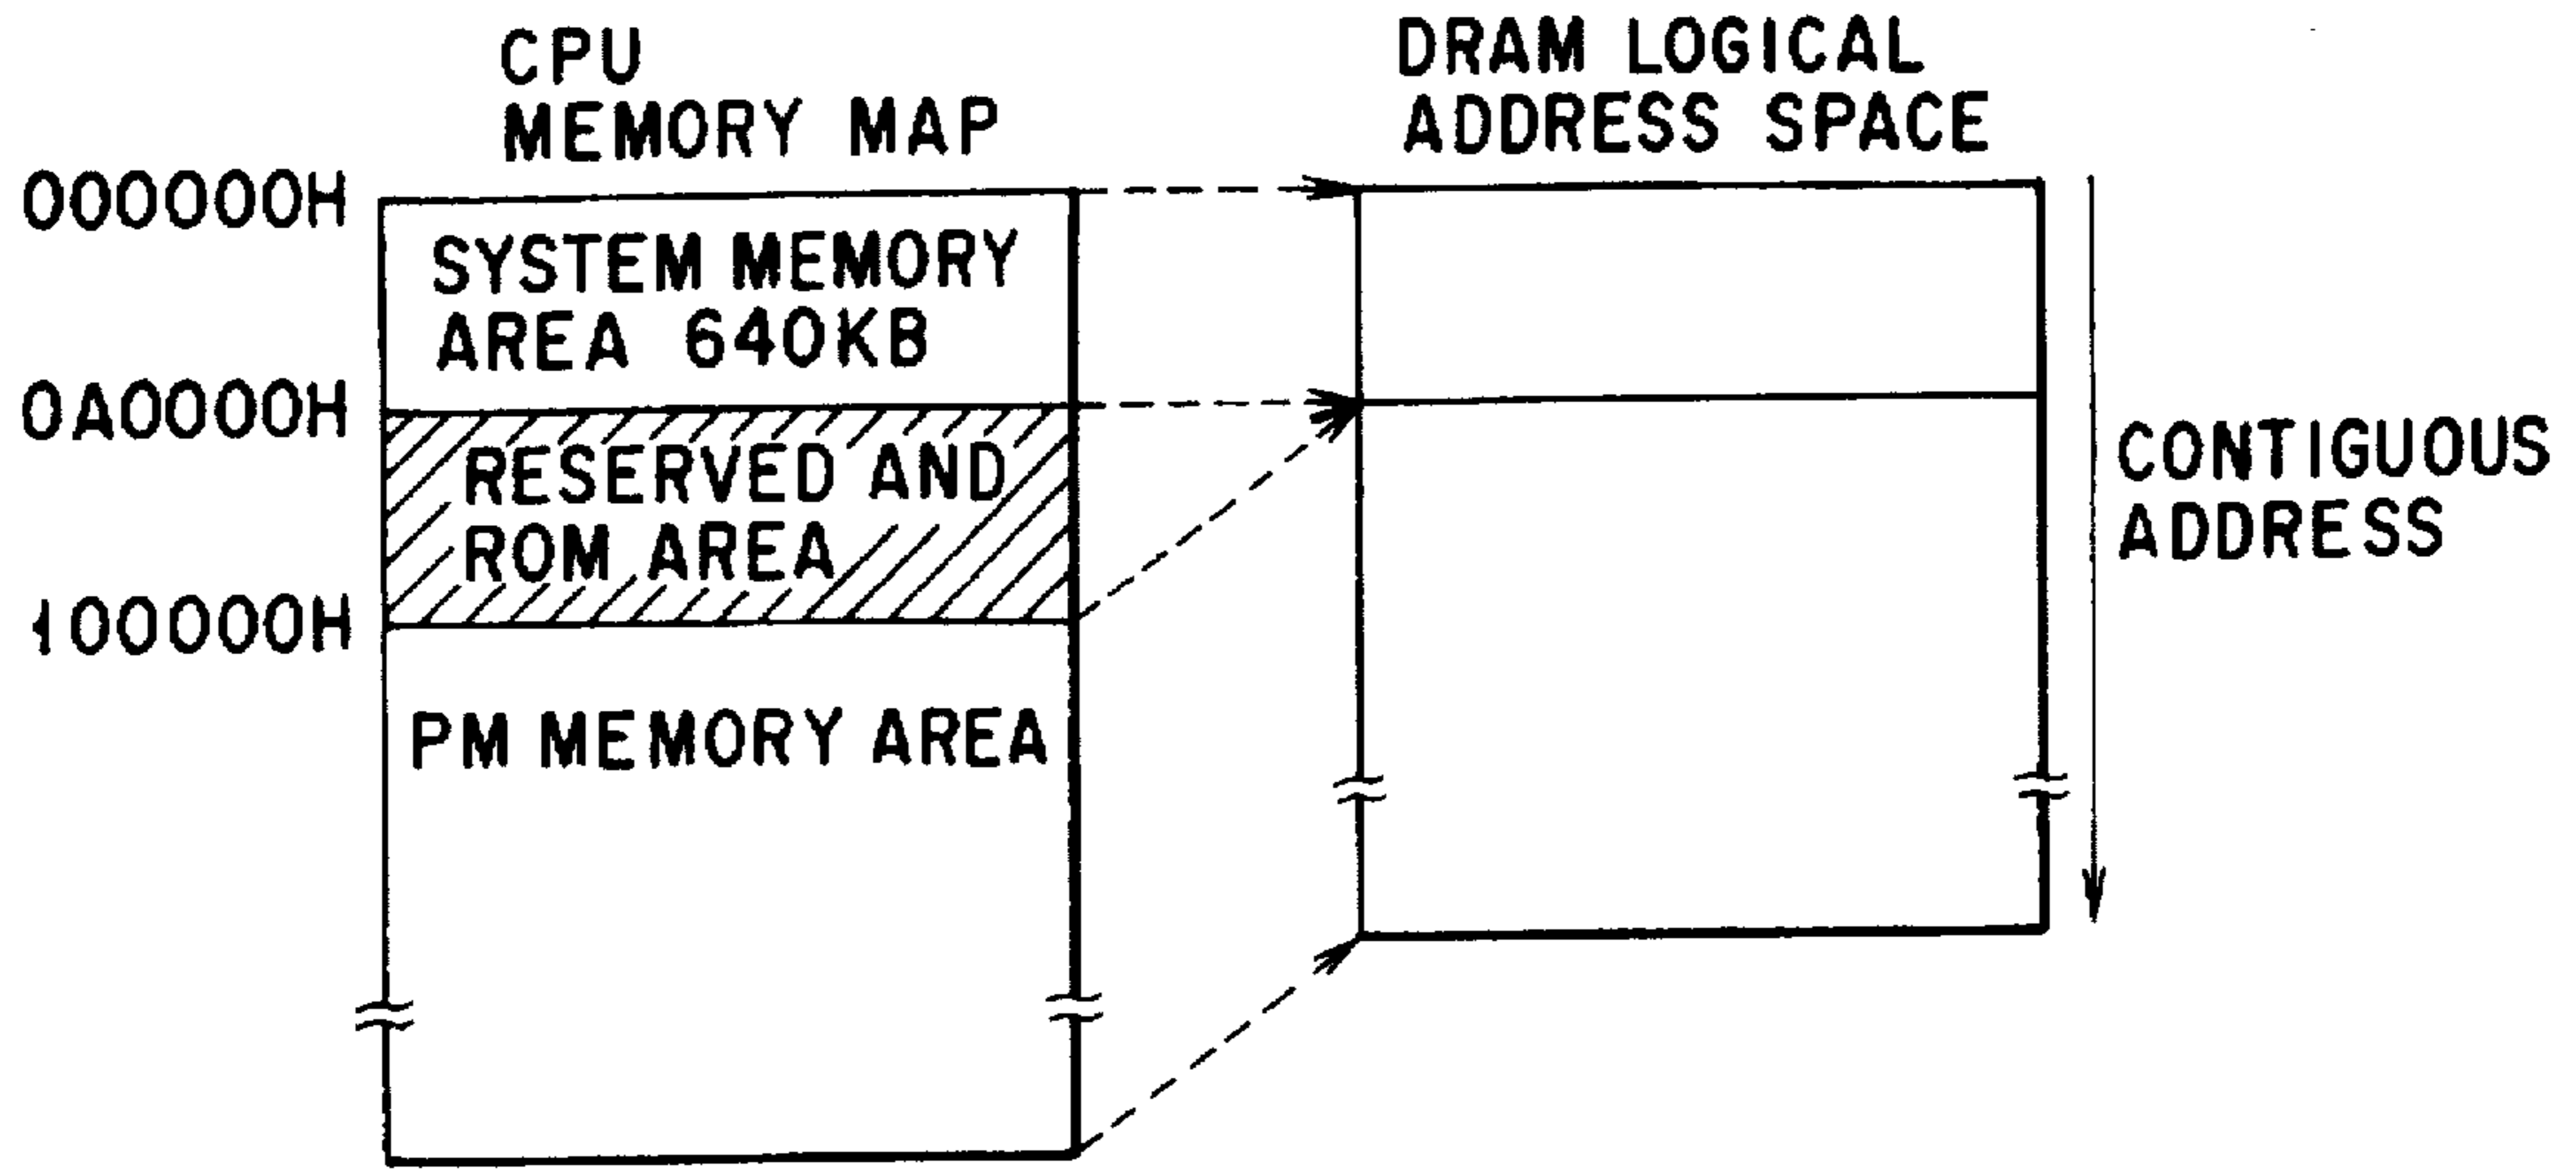 CPU
MEMORY MAP
DRAM LOGICAL
ADDRESS SPACE
000000H
SYSTEM MEMORY
AREA 640KB
0A0000H
RESERVED AND
ROM AREA
100000H
PM MEMORY AREA
CONTIGUOUS
ADDRESS